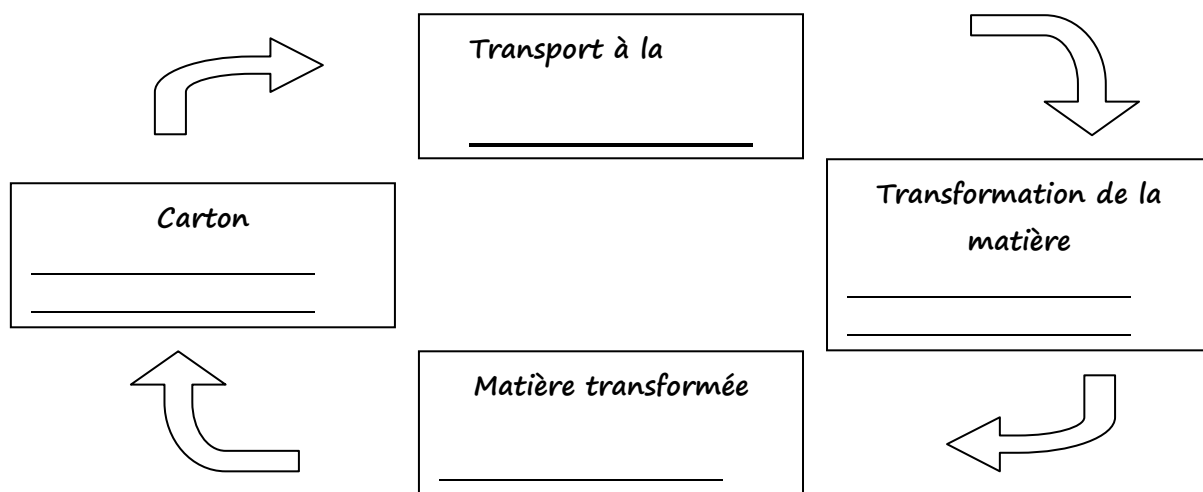 Transport à la
Carton
Transformation de la
matière
Matière transformée